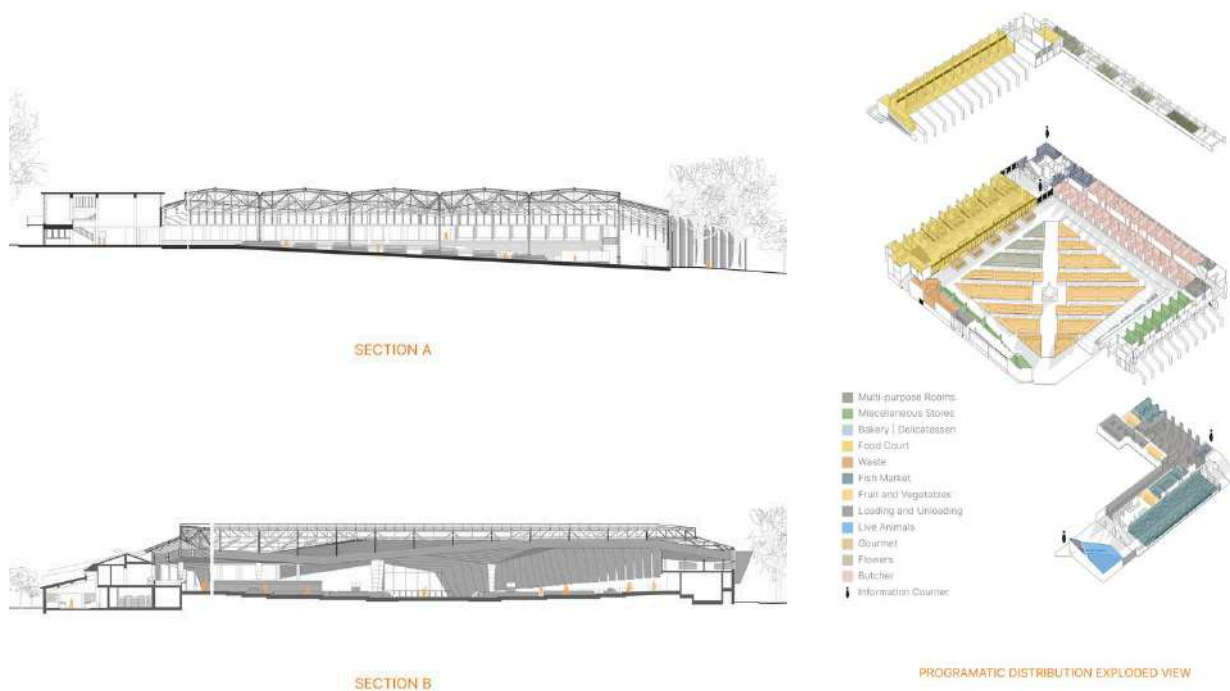 SECTION A
SECTION B
Multi-purpose Rooms
Miscellaneous Stores
Bakery | Delicatessen
Food Court
Waste
Fish Market
Fruit and Vegetables
Loading and Unloading
Live Animals
Gourmet
Flowers
Butcher
Information Counter
PROGRAMATIC DISTRIBUTION EXPLODED VIEW